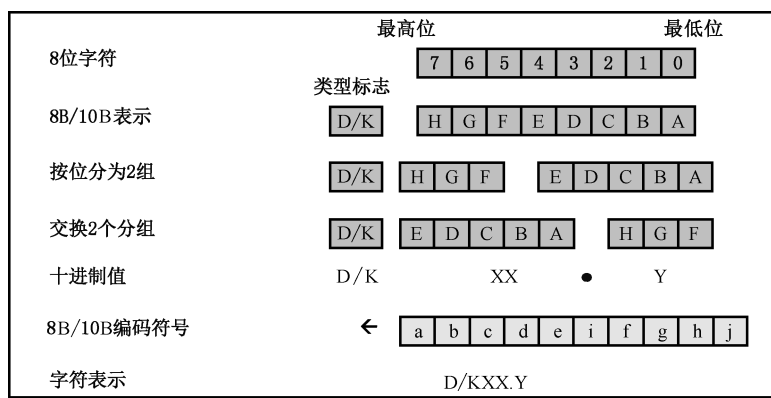 最高位 最低位
8位字符 7 6 5 4 3 2 1 0
类型标志
8B/10B表示 D/K H G F E D C B A
按位分为2组 D/K H G F E D C B A
交换2个分组 D/K E D C B A H G F
十进制值 D/K XX • Y
8B/10B编码符号 ← a b c d e i f g h j
字符表示 D/KXX.Y